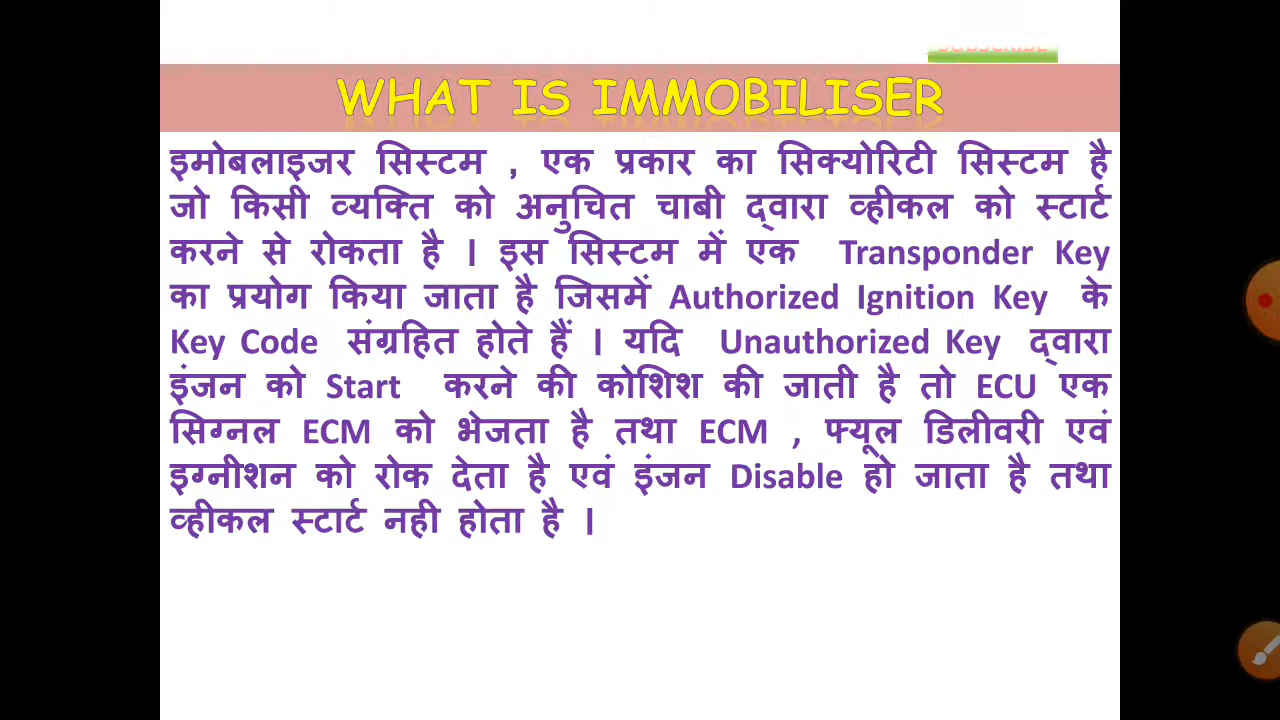 SUBSCRIBE
WHAT IS IMMOBILISER
इमोबलाइजर सिस्टम , एक प्रकार का सिक्योरिटी सिस्टम है
जो किसी व्यक्ति को अनुचित चाबी द्वारा व्हीकल को स्टार्ट
करने से रोकता है । इस सिस्टम में एक Transponder Key
का प्रयोग किया जाता है जिसमें Authorized Ignition Key के
Key Code संग्रहित होते हैं । यदि Unauthorized Key द्वारा
इंजन को Start करने की कोशिश की जाती है तो ECU एक
सिग्नल ECM को भेजता है तथा ECM , फ्यूल डिलीवरी एवं
इग्नीशन को रोक देता है एवं इंजन Disable हो जाता है तथा
व्हीकल स्टार्ट नही होता है ।